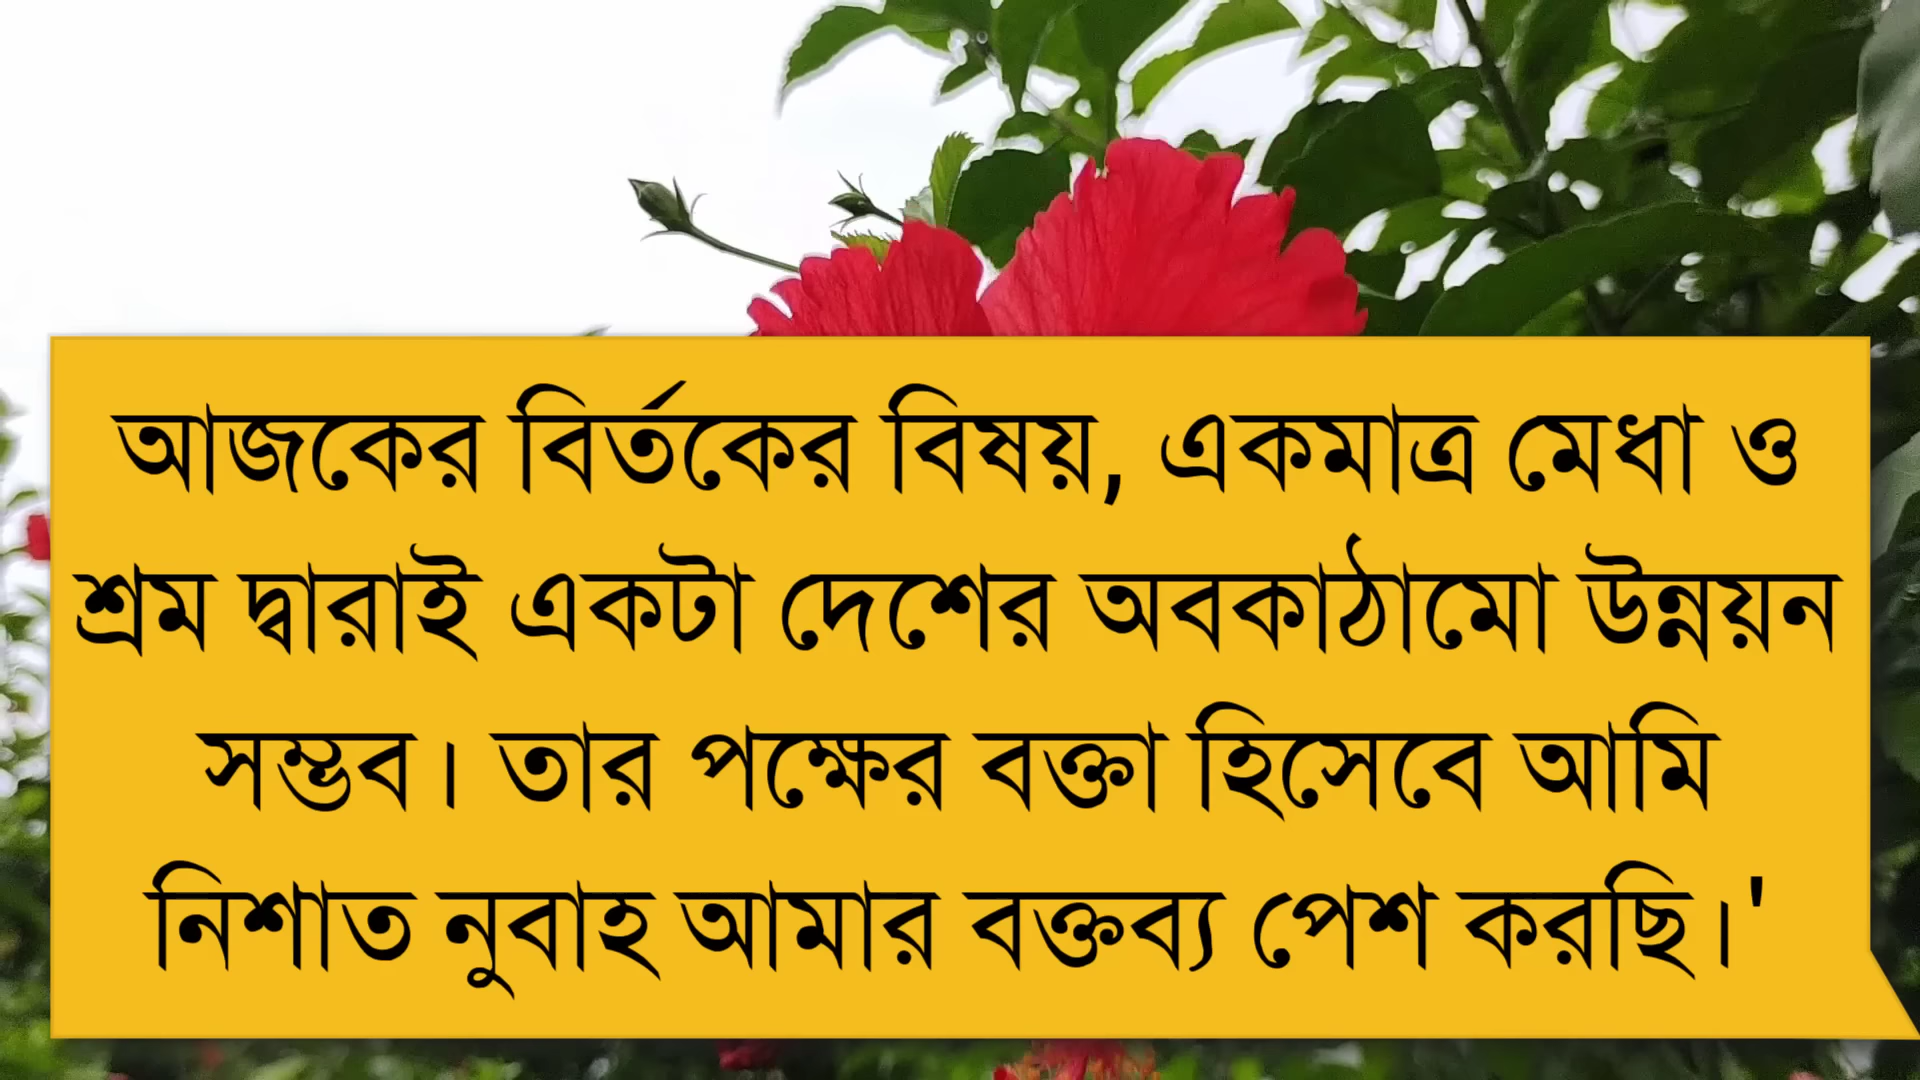 আজকের বির্তকের বিষয়, একমাত্র মেধা ও
শ্রম দ্বারাই একটা দেশের অবকাঠামো উন্নয়ন
সম্ভব। তার পক্ষের বক্তা হিসেবে আমি
নিশাত নুবাহ আমার বক্তব্য পেশ করছি।'